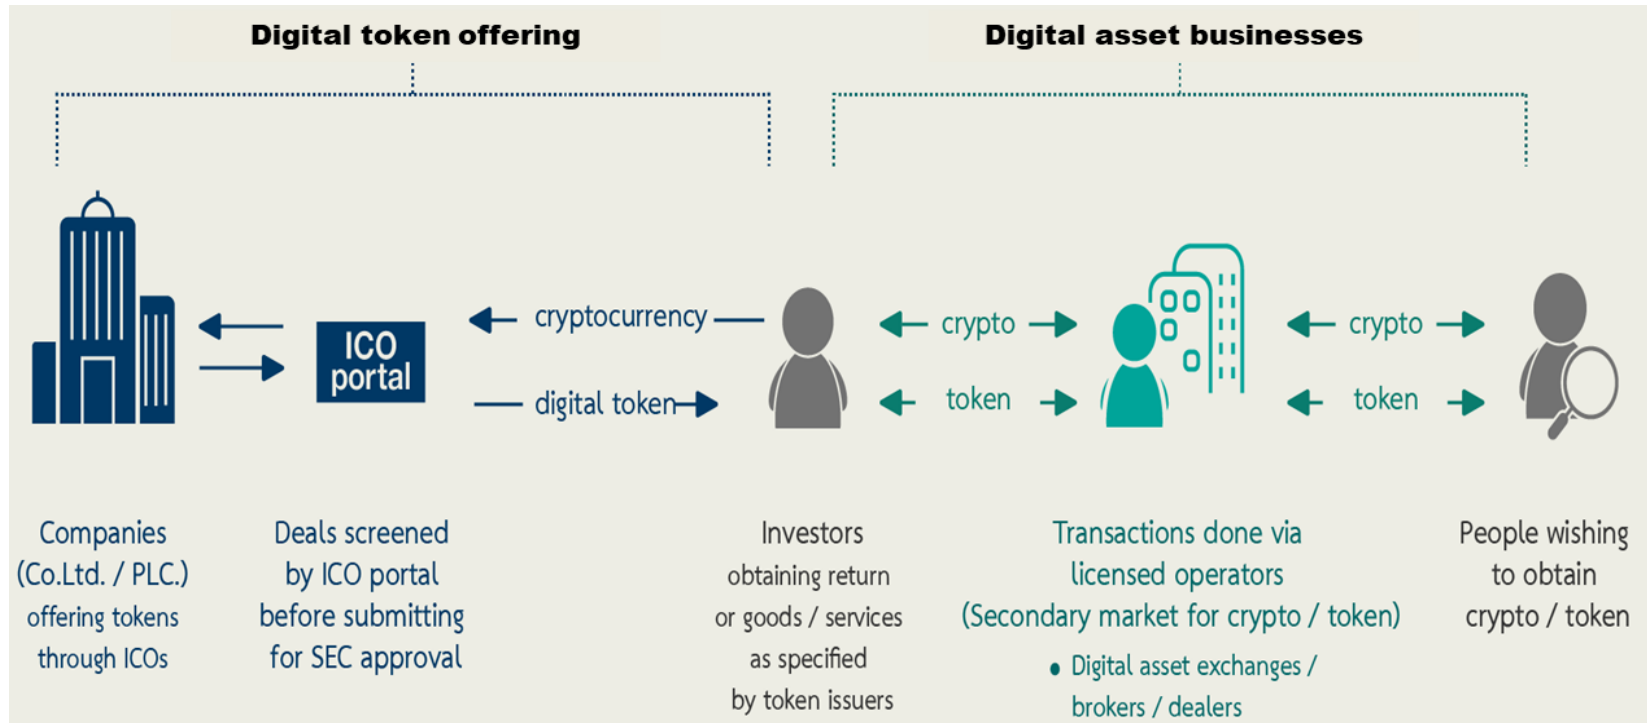 Digital token offering
Digital asset businesses
ICO
portal
cryptocurrency
digital token
crypto
token
crypto
token
Companies
(Co.Ltd. / PLC.)
offering tokens
through ICOs
Deals screened
by ICO portal
before submitting
for SEC approval
Investors
obtaining return
or goods / services
as specified
by token issuers
Transactions done via
licensed operators
(Secondary market for crypto / token)
• Digital asset exchanges /
brokers / dealers
People wishing
to obtain
crypto / token